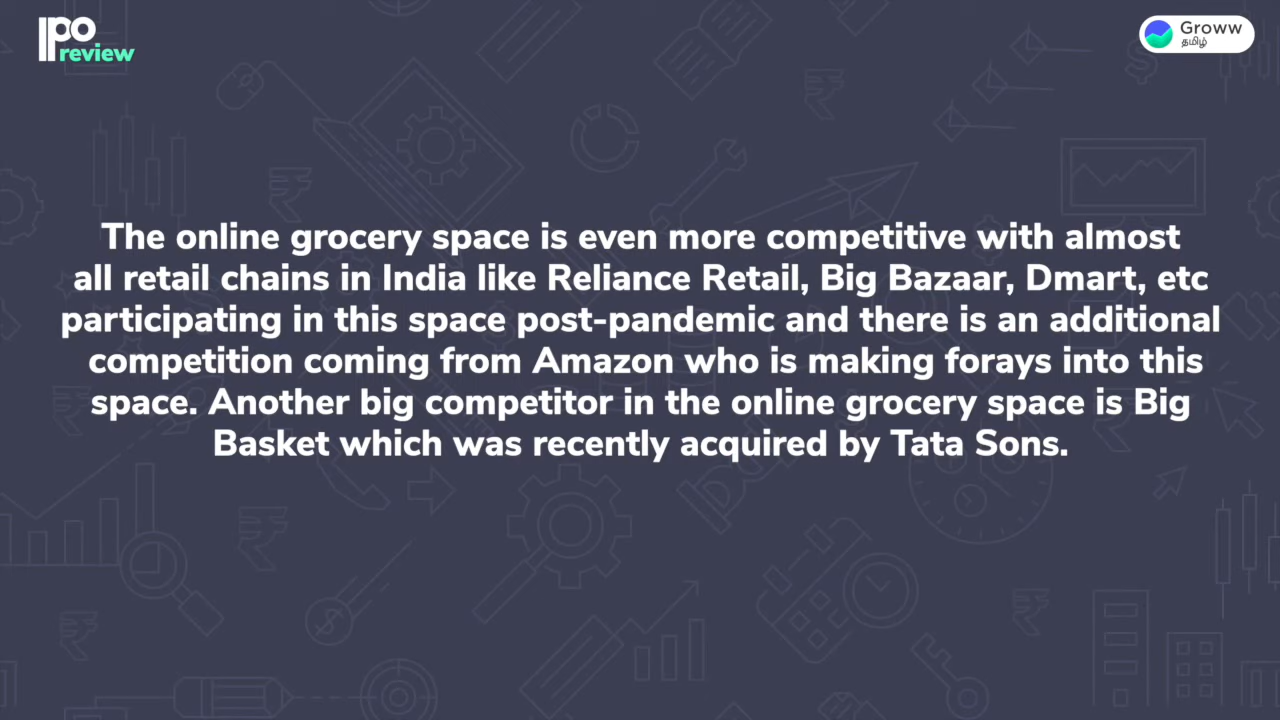 IPO
review
Groww
தமிழ்
The online grocery space is even more competitive with almost
all retail chains in India like Reliance Retail, Big Bazaar, Dmart, etc
participating in this space post-pandemic and there is an additional
competition coming from Amazon who is making forays into this
space. Another big competitor in the online grocery space is Big
Basket which was recently acquired by Tata Sons.